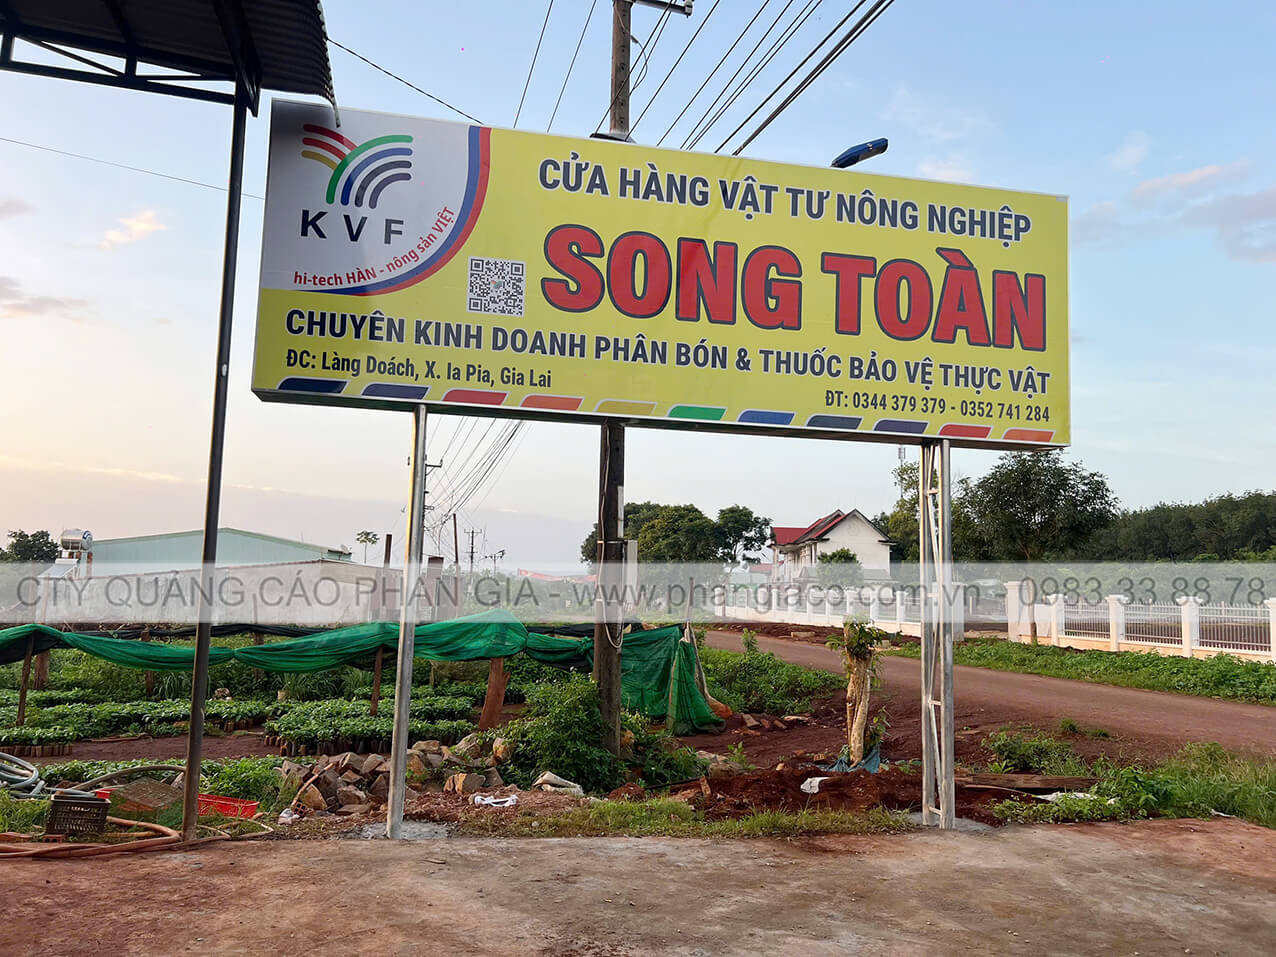 KVF
hi-tech HÀN - nông sản VIỆT
CỬA HÀNG VẬT TƯ NÔNG NGHIỆP
SONG TOÀN
CHUYÊN KINH DOANH PHÂN BÓN & THUỐC BẢO VỆ THỰC VẬT
ĐC: Làng Doách, X. Ia Pia, Gia Lai
ĐT: 0344 379 379 - 0352 741 284
CTY QUẢNG CÁO PHAN GIA - www.phangiaco.com.vn - 0983 33 88 78